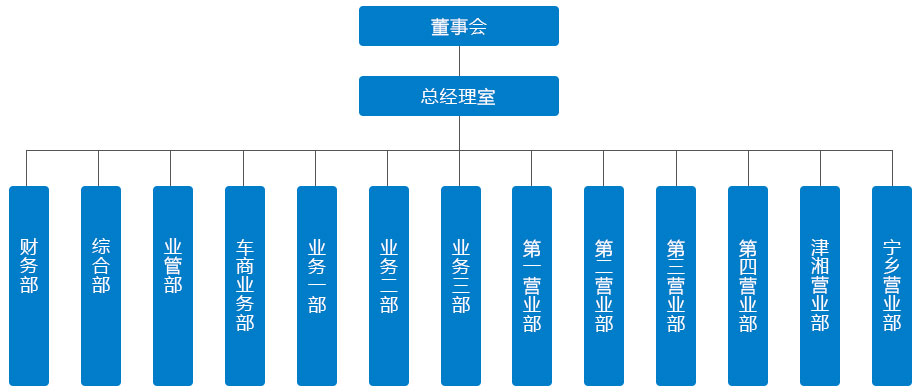 董事会
总经理室
财务部
综合部
业管部
车商业务部
业务一部
业务二部
业务三部
第一营业部
第二营业部
第三营业部
第四营业部
津湘营业部
宁乡营业部